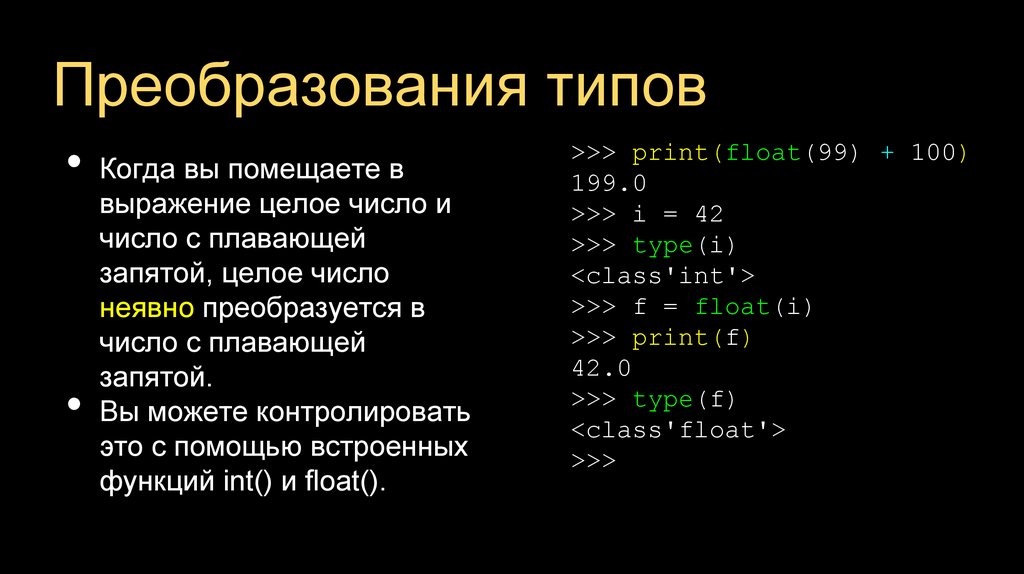 Преобразования типов
• Когда вы помещаете в
выражение целое число и
число с плавающей
запятой, целое число
неявно преобразуется в
число с плавающей
запятой.
• Вы можете контролировать
это с помощью встроенных
функций int() и float().
>>> print(float(99) + 100)
199.0
>>> i = 42
>>> type(i)
<class'int'>
>>> f = float(i)
>>> print(f)
42.0
>>> type(f)
<class'float'>
>>>